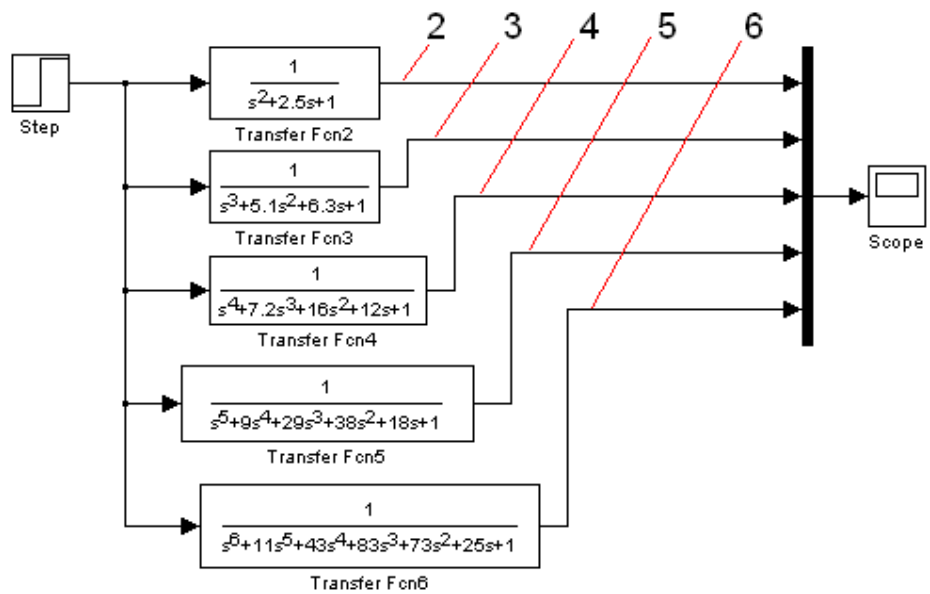 2 3 4 5 6
Step
1
s²+2.5s+1
Transfer Fcn2
1
s³+5.1s²+6.3s+1
Transfer Fcn3
Scope
1
s⁴+7.2s³+16s²+12s+1
Transfer Fcn4
1
s⁵+9s⁴+29s³+38s²+18s+1
Transfer Fcn5
1
s⁶+11s⁵+43s⁴+83s³+73s²+25s+1
Transfer Fcn6